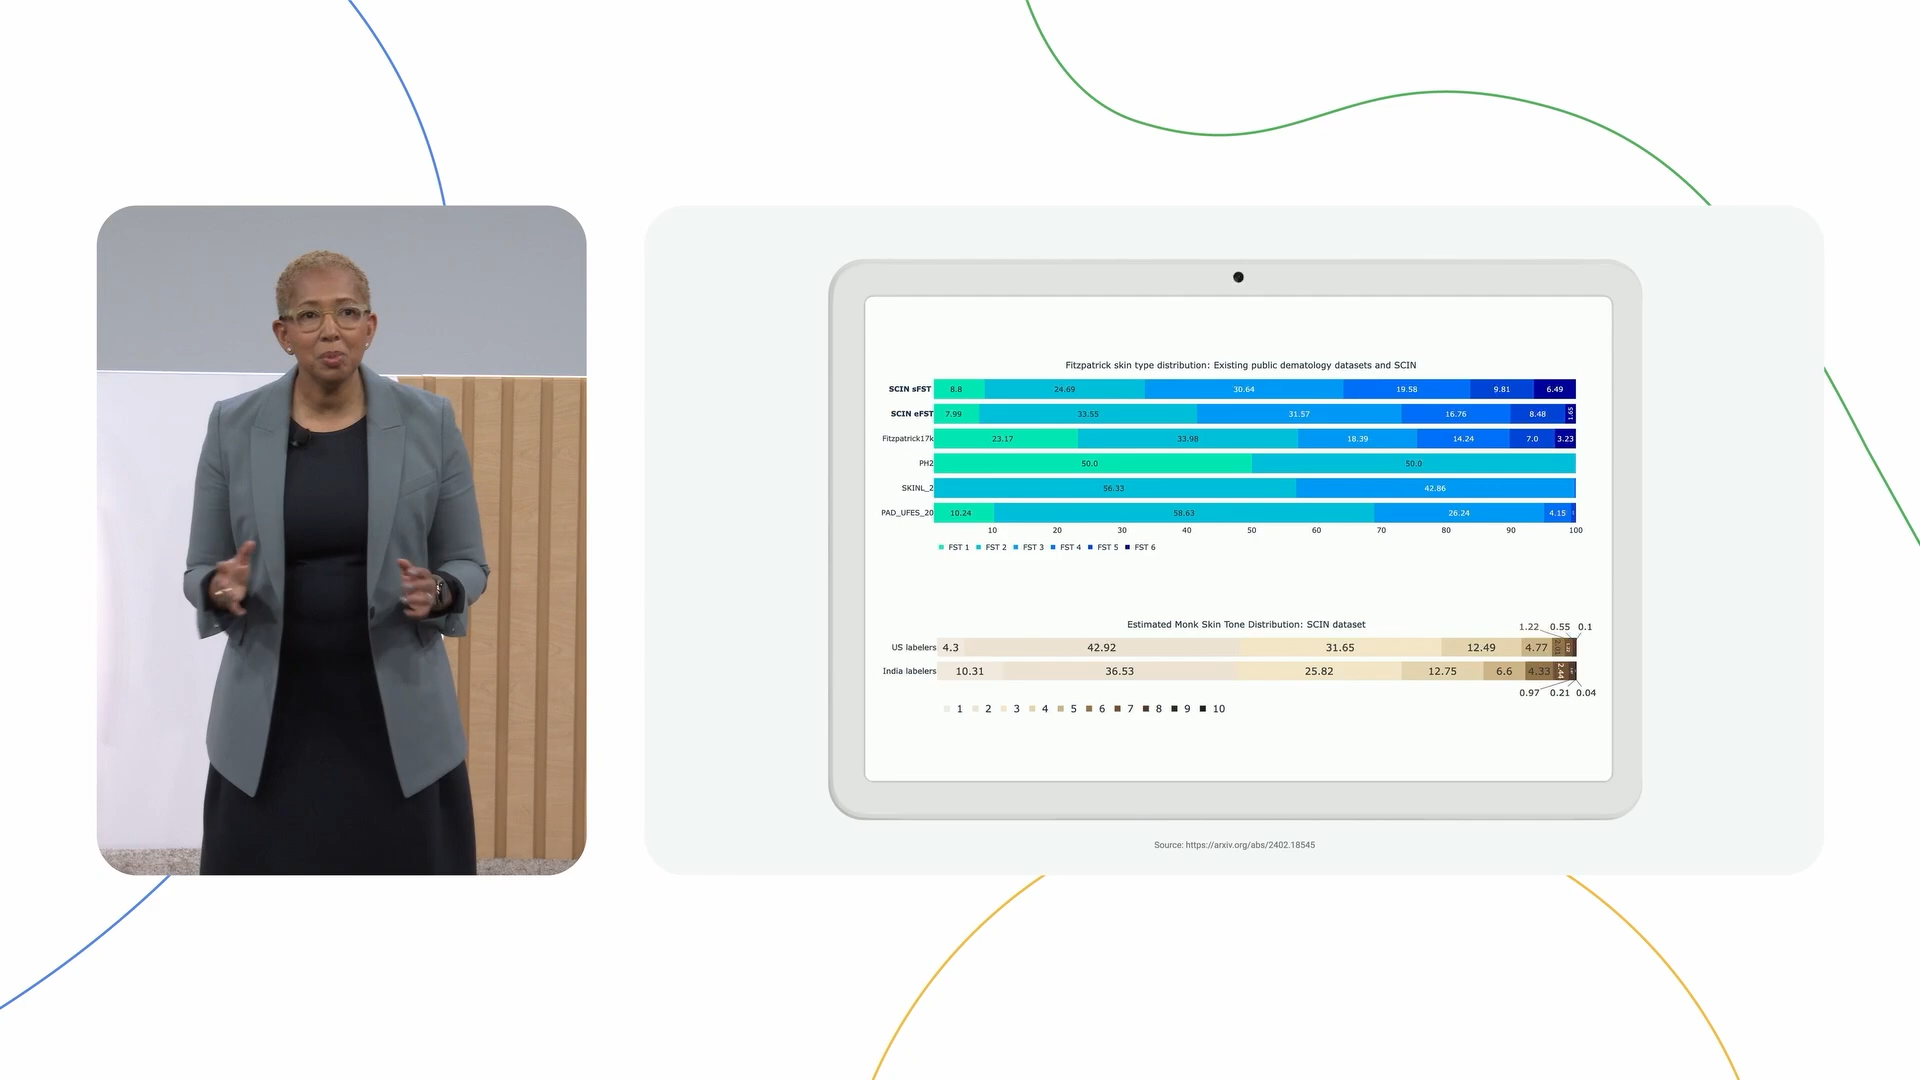 Fitzpatrick skin type distribution: Existing public dematology datasets and SCIN
SCIN sFST 8.8 24.69 30.64 19.58 9.81 6.49
SCIN eFST 7.99 33.55 31.57 16.76 8.48 1.65
Fitzpatrick17k 23.17 33.98 18.39 14.24 7.0 3.23
PH2 50.0 50.0
SKINL_2 56.33 42.86
PAD_UFES_20 10.24 58.63 26.24 4.15
10 20 30 40 50 60 70 80 90 100
FST 1 FST 2 FST 3 FST 4 FST 5 FST 6
Estimated Monk Skin Tone Distribution: SCIN dataset
1.22 0.55 0.1
US labelers 4.3 42.92 31.65 12.49 4.77
India labelers 10.31 36.53 25.82 12.75 6.6 4.33 2.44
0.97 0.21 0.04
1 2 3 4 5 6 7 8 9 10
Source: https://arxiv.org/abs/2402.18545